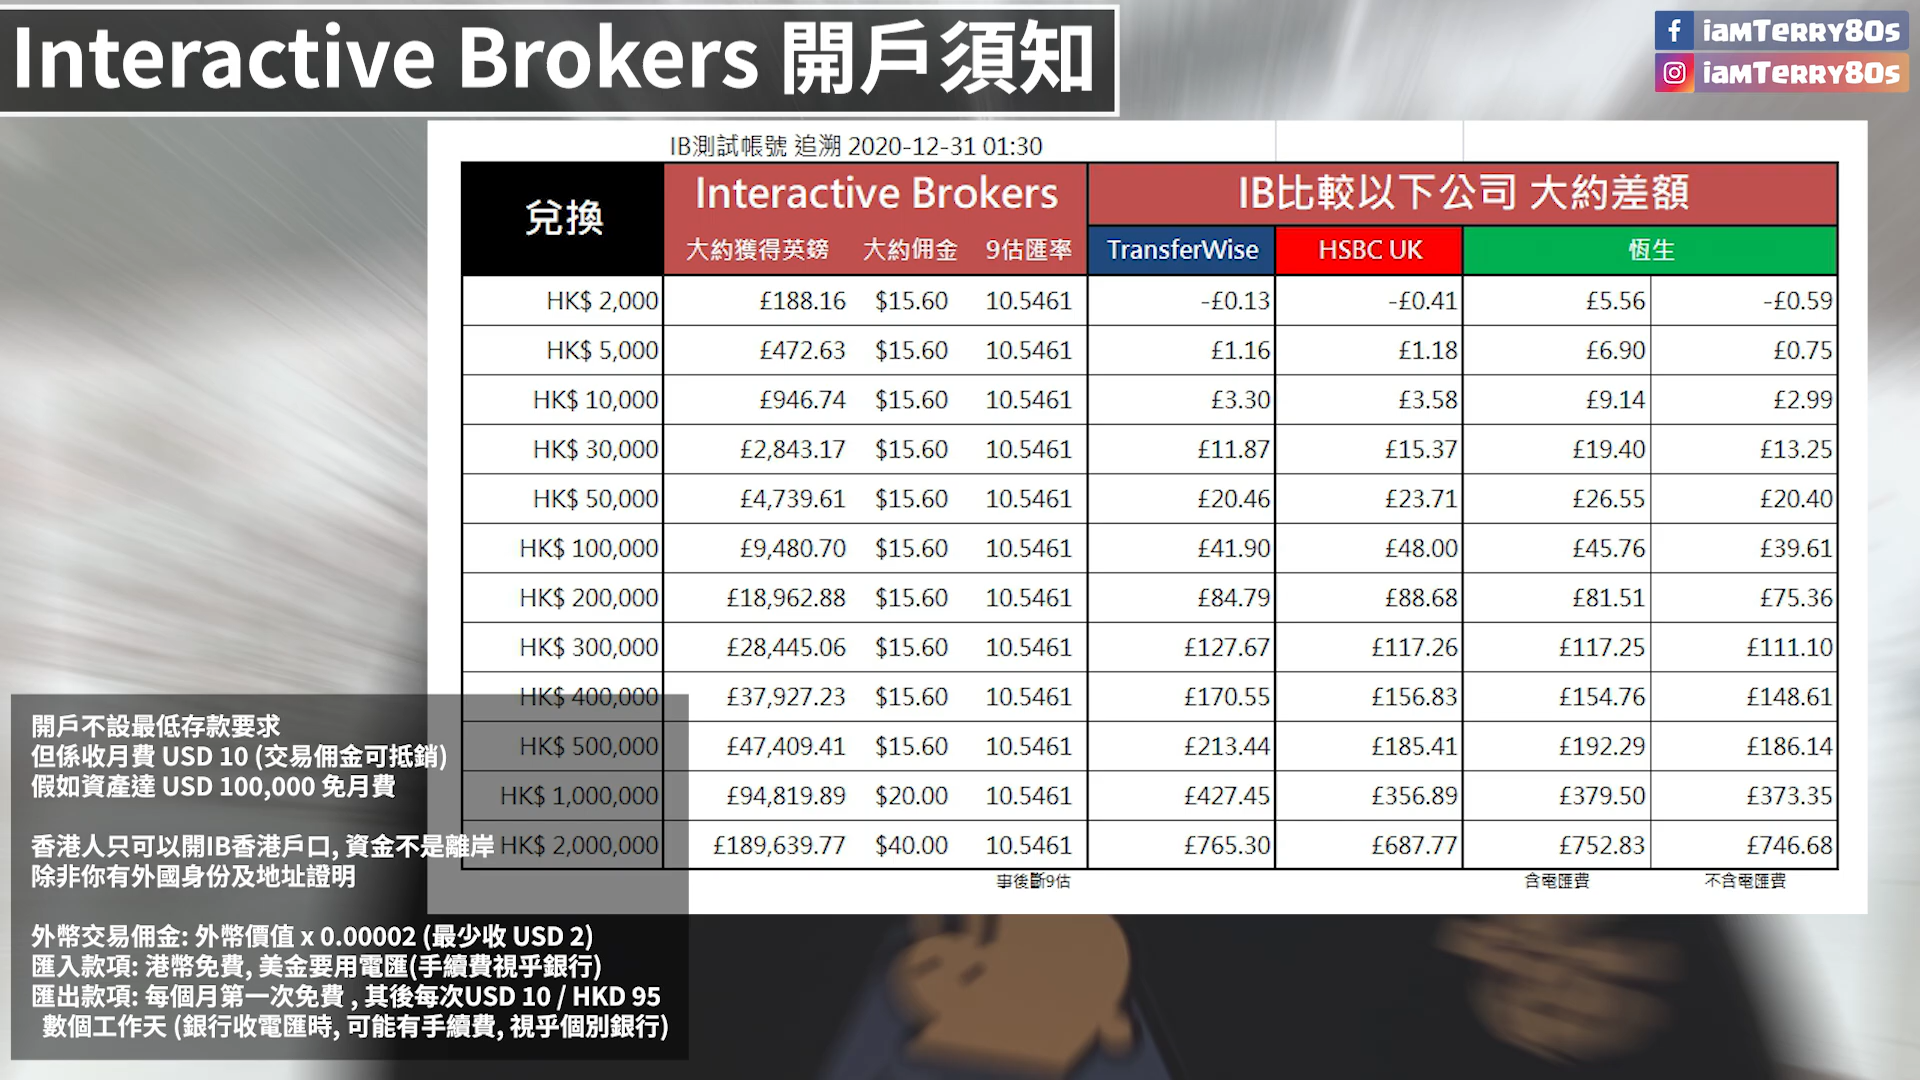 Interactive Brokers 開戶須知
iamTerry80s
iamTerry80s
IB測試帳號 追溯 2020-12-31 01:30
兌換 Interactive Brokers IB比較以下公司 大約差額
大約獲得英鎊 大約佣金 9估匯率 TransferWise HSBC UK 恆生
HK$ 2,000 £188.16 $15.60 10.5461 -£0.13 -£0.41 £5.56 -£0.59
HK$ 5,000 £472.63 $15.60 10.5461 £1.16 £1.18 £6.90 £0.75
HK$ 10,000 £946.74 $15.60 10.5461 £3.30 £3.58 £9.14 £2.99
HK$ 30,000 £2,843.17 $15.60 10.5461 £11.87 £15.37 £19.40 £13.25
HK$ 50,000 £4,739.61 $15.60 10.5461 £20.46 £23.71 £26.55 £20.40
HK$ 100,000 £9,480.70 $15.60 10.5461 £41.90 £48.00 £45.76 £39.61
HK$ 200,000 £18,962.88 $15.60 10.5461 £84.79 £88.68 £81.51 £75.36
HK$ 300,000 £28,445.06 $15.60 10.5461 £127.67 £117.26 £117.25 £111.10
HK$ 400,000 £37,927.23 $15.60 10.5461 £170.55 £156.83 £154.76 £148.61
HK$ 500,000 £47,409.41 $15.60 10.5461 £213.44 £185.41 £192.29 £186.14
HK$ 1,000,000 £94,819.89 $20.00 10.5461 £427.45 £356.89 £379.50 £373.35
HK$ 2,000,000 £189,639.77 $40.00 10.5461 £765.30 £687.77 £752.83 £746.68
事後斷9估 含電匯費 不含電匯費
開戶不設最低存款要求
但係收月費 USD 10 (交易佣金可抵銷)
假如資產達 USD 100,000 免月費
香港人只可以開IB香港戶口, 資金不是離岸
除非你有外國身份及地址證明
外幣交易佣金: 外幣價值 x 0.00002 (最少收 USD 2)
匯入款項: 港幣免費, 美金要用電匯(手續費視乎銀行)
匯出款項: 每個月第一次免費 , 其後每次USD 10 / HKD 95
數個工作天 (銀行收電匯時, 可能有手續費, 視乎個別銀行)